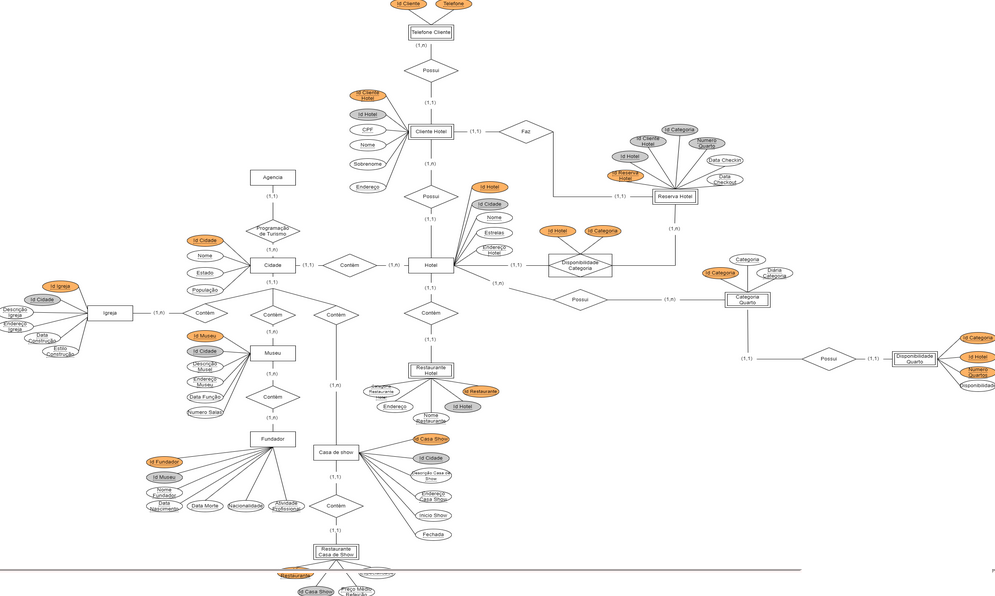 Id Cliente
Telefone
Telefone Cliente
(1,n)
Possui
(1,1)
Id Cliente
Hotel
Id Hotel
CPF
Nome
Sobrenome
Endereço
Cliente Hotel
(1,1)
Faz
(1,n)
Possui
(1,n)
Id Categoria
Id Cliente
Hotel
Numero
Quarto
Id Hotel
Data Checkin
Id Reserva
Hotel
Data
Checkout
(1,1)
Reserva Hotel
(1,n)
Agencia
(1,1)
Programação
de Turismo
(1,n)
Id Cidade
Nome
Estado
População
Cidade
(1,1)
Contém
(1,n)
Hotel
Id Hotel
Id Cidade
Nome
Estrelas
Endereço
Hotel
(1,1)
Id Hotel
Id Categoria
Disponibilidade
Categoria
(1,n)
Possui
(1,n)
Categoria
Id Categoria
Diária
Categoria
Categoria
Quarto
(1,1)
Possui
(1,1)
Disponibilidade
Quarto
Id Categoria
Id Hotel
Numero
Quartos
Disponibilidade
(1,1)
Contém
Contém
Contém
(1,n)
Igreja
Id Igreja
Id Cidade
Descrição
Igreja
Endereço
Igreja
Data
Construção
Estilo
Construção
(1,n)
Museu
Id Museu
Id Cidade
Descrição
Endereço
Museu
Data Função
Numero Salas
(1,n)
Contém
(1,n)
Fundador
Id Fundador
Id Museu
Nome
Fundador
Data
Nascimento
Data Morte
Nacionalidade
Atividade
Profissional
(1,n)
Casa de show
Id Casa Show
Id Cidade
Descrição Casa de
Show
Endereço
Casa Show
Inicio Show
Fechada
(1,1)
Contém
(1,1)
Restaurante
Casa de Show
Restaurante
Id Casa Show
Preço Médio
Refeição
(1,n)
Contém
(1,n)
Restaurante
Hotel
Categoria
Restaurante
Hotel
Endereço
Nome
Restaurante
Id Hotel
Id Restaurante